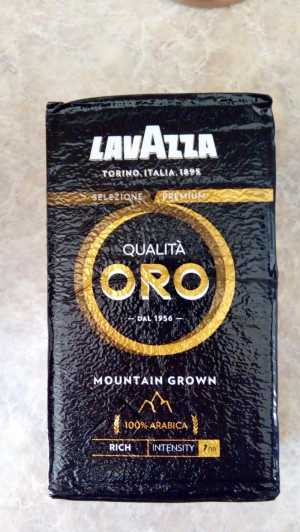 LAVAZZA
TORINO, ITALIA, 1895
SELEZIONE PREMIUM
QUALITÀ
ORO
DAL 1956
MOUNTAIN GROWN
100% ARABICA
RICH INTENSITY 7/10